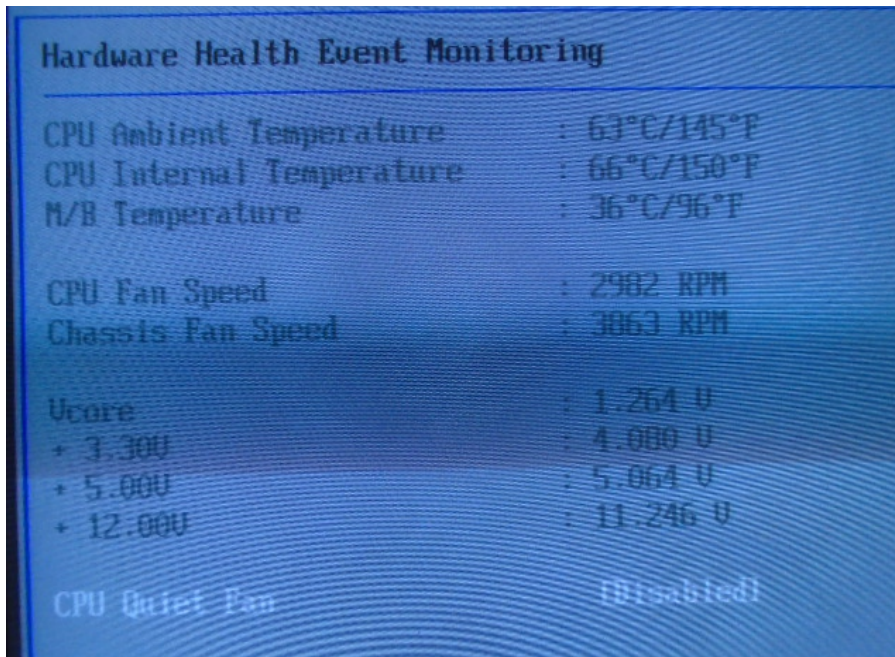 Hardware Health Event Monitoring
CPU Ambient Temperature : 63°C/145°F
CPU Internal Temperature : 66°C/150°F
M/B Temperature : 36°C/96°F
CPU Fan Speed : 2982 RPM
Chassis Fan Speed : 3063 RPM
Vcore : 1.264 V
+ 3.30V : 4.080 V
+ 5.00V : 5.064 V
+ 12.00V : 11.246 V
CPU Quiet Fan [Disabled]